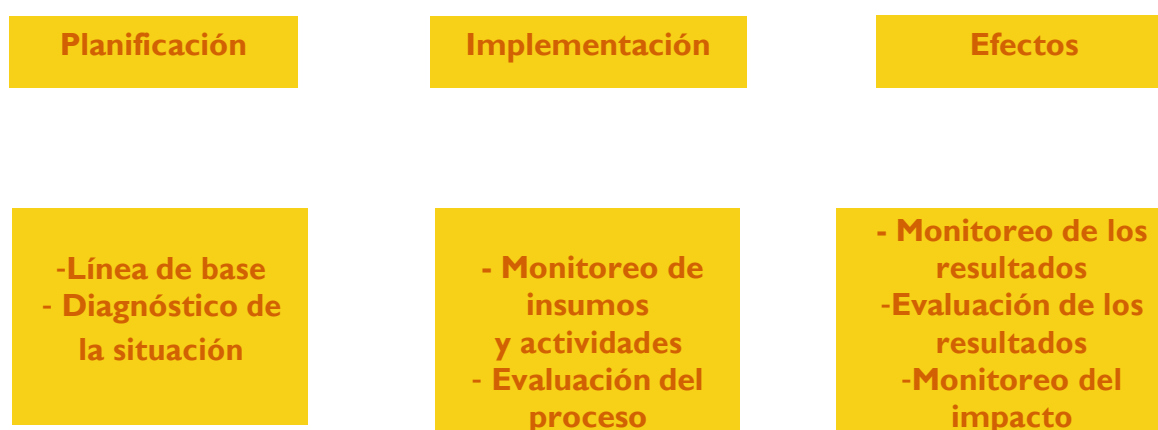 Planificación
Implementación
Efectos
-Línea de base
- Diagnóstico de
la situación
- Monitoreo de
insumos
y actividades
- Evaluación del
proceso
- Monitoreo de los
resultados
-Evaluación de los
resultados
-Monitoreo del
impacto